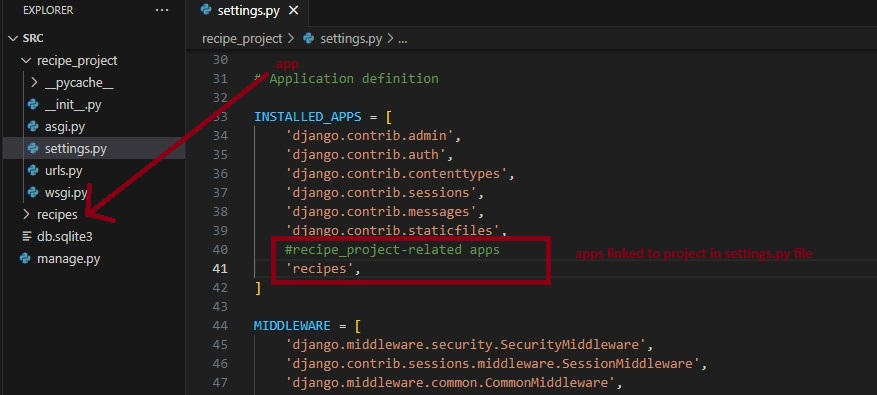 EXPLORER
SRC
recipe_project
__pycache__
__init__.py
asgi.py
settings.py
urls.py
wsgi.py
recipes
db.sqlite3
manage.py
settings.py
recipe_project > settings.py > ...
30
app
31 # Application definition
32
33 INSTALLED_APPS = [
34 'django.contrib.admin',
35 'django.contrib.auth',
36 'django.contrib.contenttypes',
37 'django.contrib.sessions',
38 'django.contrib.messages',
39 'django.contrib.staticfiles',
40 #recipe_project-related apps
apps linked to project in settings.py file
41 'recipes',
42 ]
43
44 MIDDLEWARE = [
45 'django.middleware.security.SecurityMiddleware',
46 'django.contrib.sessions.middleware.SessionMiddleware',
47 'django.middleware.common.CommonMiddleware',